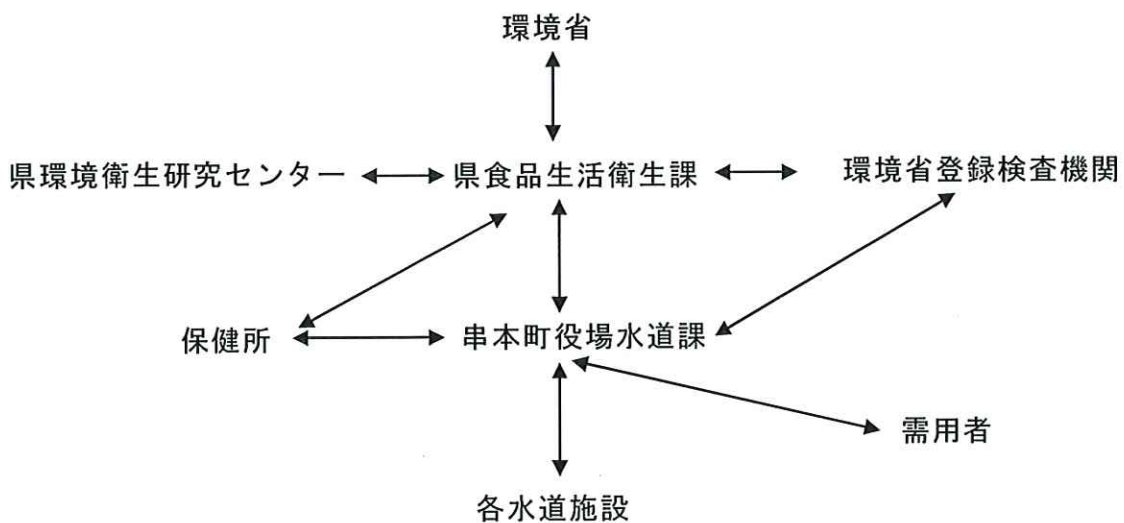 環境省
県環境衛生研究センター
県食品生活衛生課
環境省登録検査機関
保健所
串本町役場水道課
需用者
各水道施設